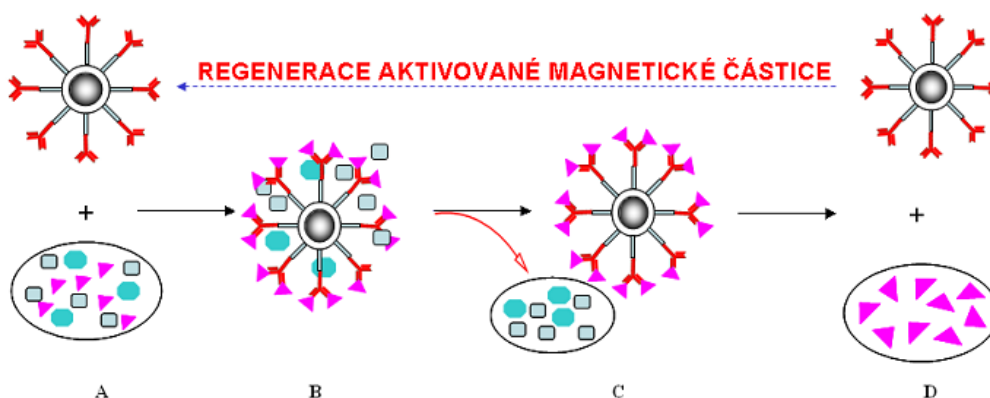 REGENERACE AKTIVOVANÉ MAGNETICKÉ ČÁSTICE
+
+
A B C D